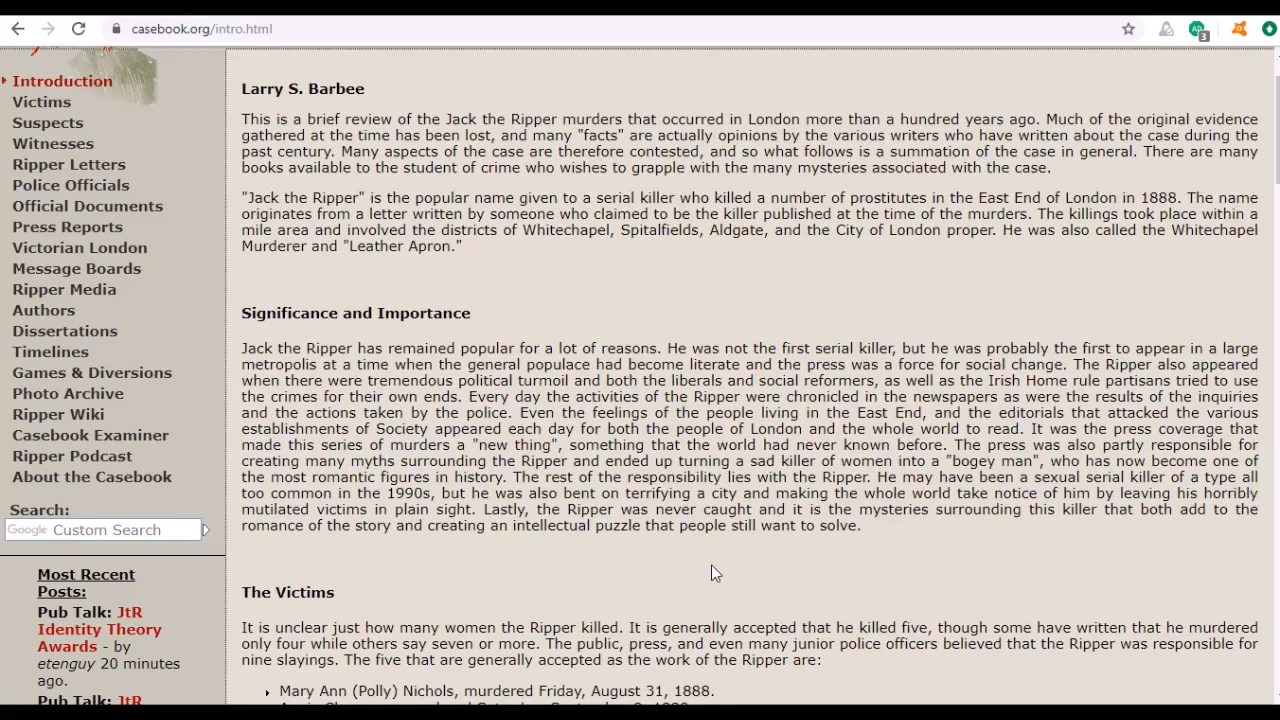 casebook.org/intro.html
3
Introduction
Victims
Suspects
Witnesses
Ripper Letters
Police Officials
Official Documents
Press Reports
Victorian London
Message Boards
Ripper Media
Authors
Dissertations
Timelines
Games & Diversions
Photo Archive
Ripper Wiki
Casebook Examiner
Ripper Podcast
About the Casebook
Search:
Google Custom Search
Most Recent
Posts:
Pub Talk: JtR
Identity Theory
Awards - by
etenguy 20 minutes
ago.
Pub Talk: JtR
Larry S. Barbee
This is a brief review of the Jack the Ripper murders that occurred in London more than a hundred years ago. Much of the original evidence
gathered at the time has been lost, and many "facts" are actually opinions by the various writers who have written about the case during the
past century. Many aspects of the case are therefore contested, and so what follows is a summation of the case in general. There are many
books available to the student of crime who wishes to grapple with the many mysteries associated with the case.
"Jack the Ripper" is the popular name given to a serial killer who killed a number of prostitutes in the East End of London in 1888. The name
originates from a letter written by someone who claimed to be the killer published at the time of the murders. The killings took place within a
mile area and involved the districts of Whitechapel, Spitalfields, Aldgate, and the City of London proper. He was also called the Whitechapel
Murderer and "Leather Apron."
Significance and Importance
Jack the Ripper has remained popular for a lot of reasons. He was not the first serial killer, but he was probably the first to appear in a large
metropolis at a time when the general populace had become literate and the press was a force for social change. The Ripper also appeared
when there were tremendous political turmoil and both the liberals and social reformers, as well as the Irish Home rule partisans tried to use
the crimes for their own ends. Every day the activities of the Ripper were chronicled in the newspapers as were the results of the inquiries
and the actions taken by the police. Even the feelings of the people living in the East End, and the editorials that attacked the various
establishments of Society appeared each day for both the people of London and the whole world to read. It was the press coverage that
made this series of murders a "new thing", something that the world had never known before. The press was also partly responsible for
creating many myths surrounding the Ripper and ended up turning a sad killer of women into a "bogey man", who has now become one of
the most romantic figures in history. The rest of the responsibility lies with the Ripper. He may have been a sexual serial killer of a type all
too common in the 1990s, but he was also bent on terrifying a city and making the whole world take notice of him by leaving his horribly
mutilated victims in plain sight. Lastly, the Ripper was never caught and it is the mysteries surrounding this killer that both add to the
romance of the story and creating an intellectual puzzle that people still want to solve.
The Victims
It is unclear just how many women the Ripper killed. It is generally accepted that he killed five, though some have written that he murdered
only four while others say seven or more. The public, press, and even many junior police officers believed that the Ripper was responsible for
nine slayings. The five that are generally accepted as the work of the Ripper are:
Mary Ann (Polly) Nichols, murdered Friday, August 31, 1888.